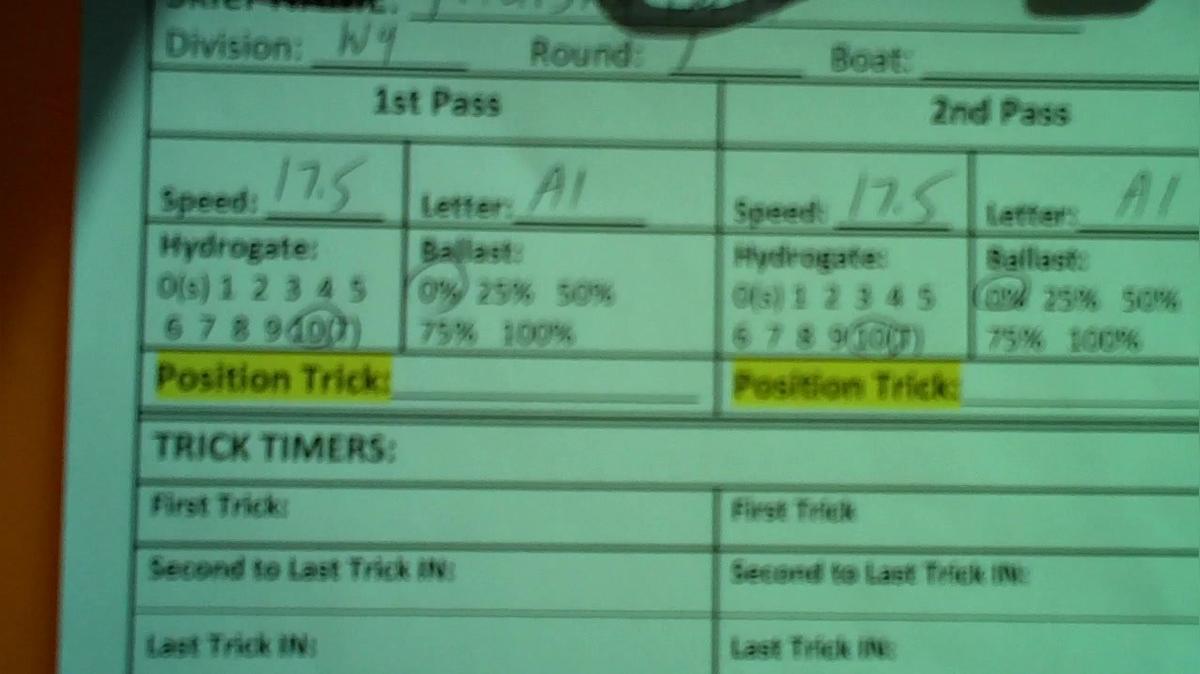 Division: W4 Round: 1 Boat:
1st Pass 2nd Pass
Speed: 17.5 Letter: A1 Speed: 17.5 Letter: A1
Hydrogate: Ballast: Hydrogate: Ballast:
0(s) 1 2 3 4 5 0% 25% 50% 0(s) 1 2 3 4 5 0% 25% 50%
6 7 8 9 10(T) 75% 100% 6 7 8 9 10(T) 75% 100%
Position Trick: Position Trick:
TRICK TIMERS:
First Trick: First Trick
Second to Last Trick IN: Second to Last Trick IN:
Last Trick IN: Last Trick IN: